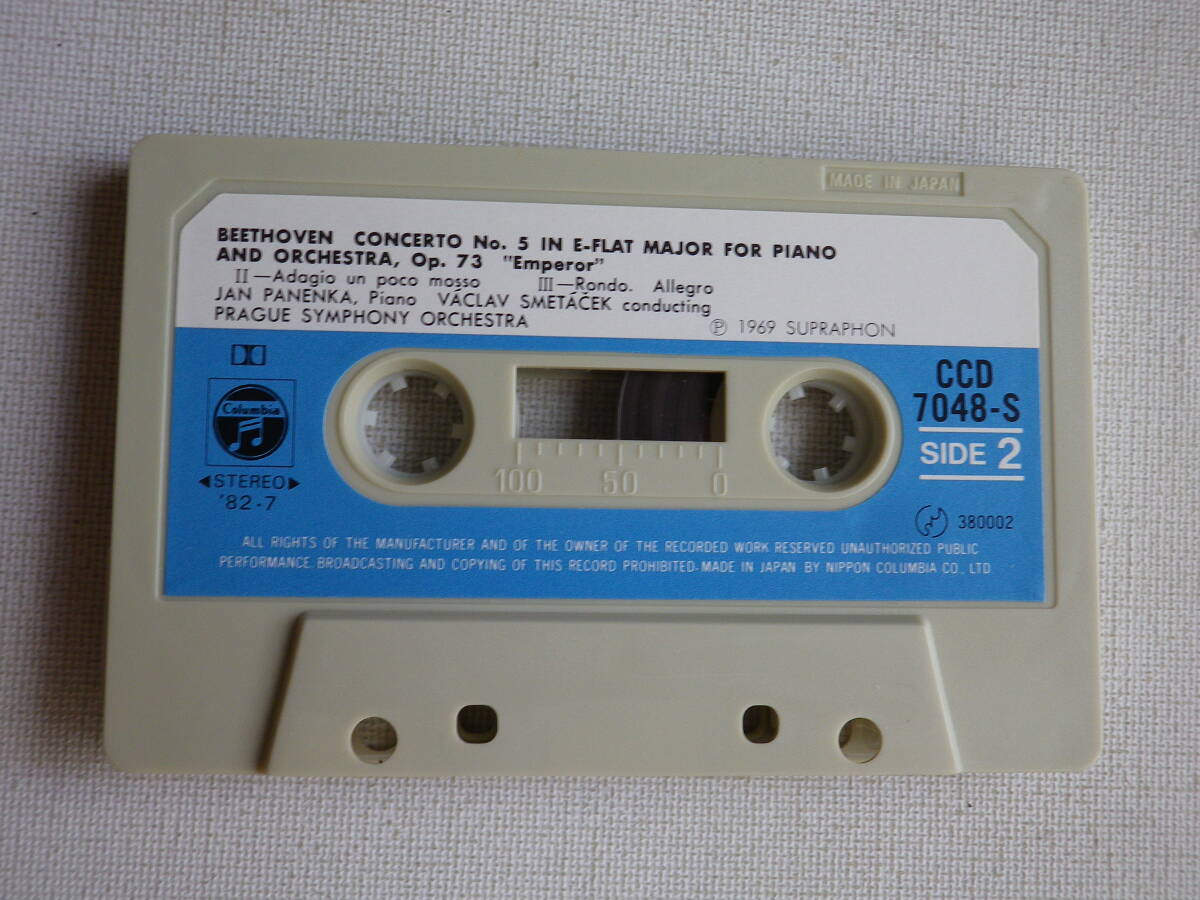 MADE IN JAPAN
BEETHOVEN CONCERTO No. 5 IN E-FLAT MAJOR FOR PIANO
AND ORCHESTRA, Op. 73 "Emperor"
II—Adagio un poco mosso III—Rondo. Allegro
JAN PANENKA, Piano VÁCLAV SMETÁČEK conducting
PRAGUE SYMPHONY ORCHESTRA
℗ 1969 SUPRAPHON
Columbia
◀STEREO▶
'82·7
100 50 0
CCD
7048-S
SIDE 2
380002
ALL RIGHTS OF THE MANUFACTURER AND OF THE OWNER OF THE RECORDED WORK RESERVED UNAUTHORIZED PUBLIC
PERFORMANCE. BROADCASTING AND COPYING OF THIS RECORD PROHIBITED. MADE IN JAPAN BY NIPPON COLUMBIA CO., LTD